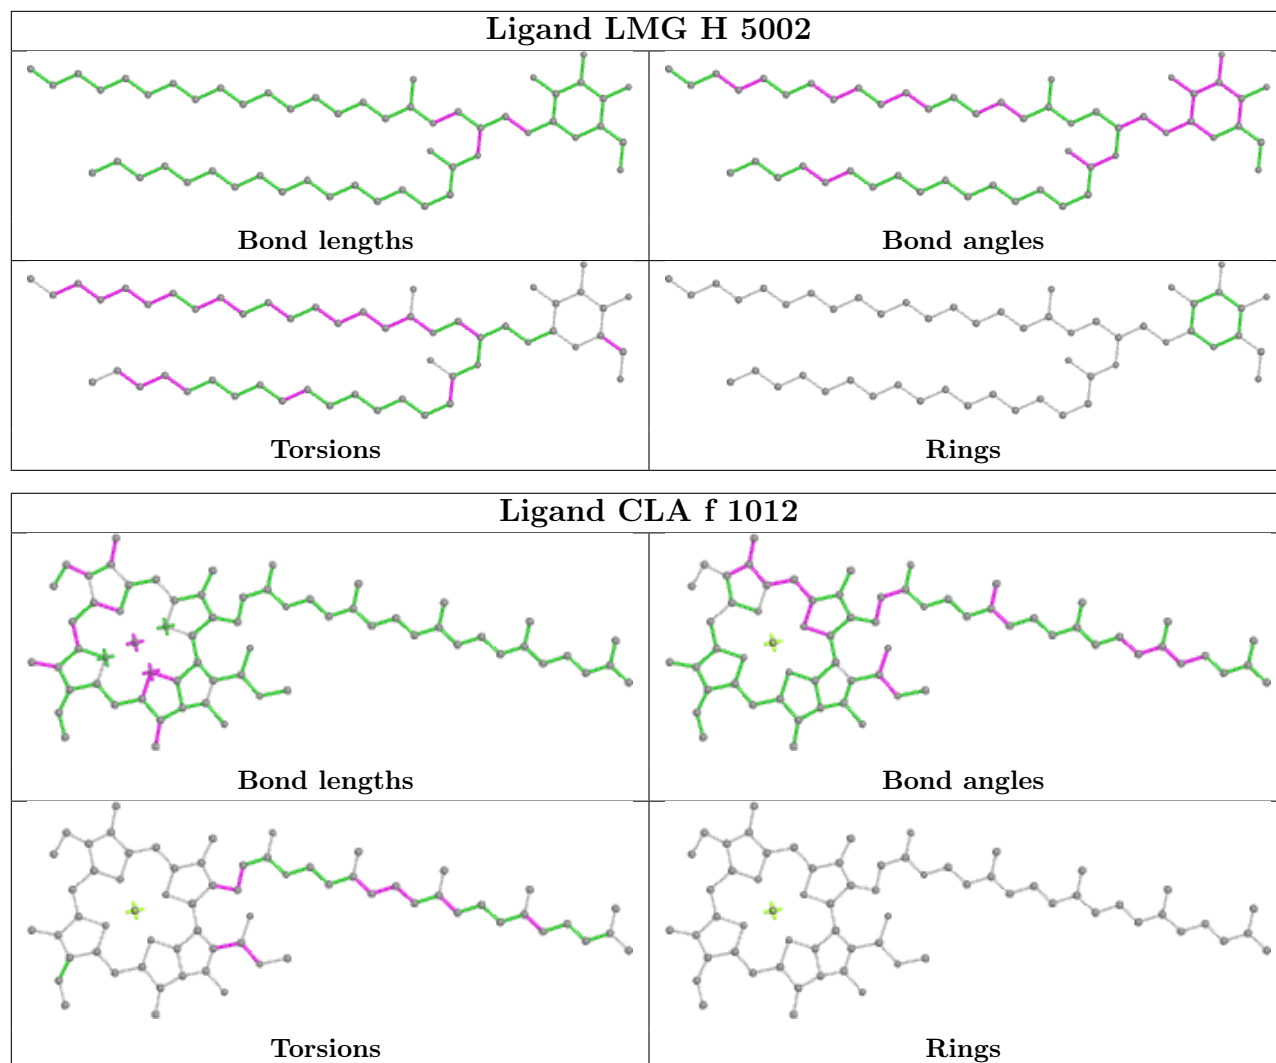 Ligand LMG H 5002
Bond lengths
Bond angles
Torsions
Rings
Ligand CLA f 1012
Bond lengths
Bond angles
Torsions
Rings